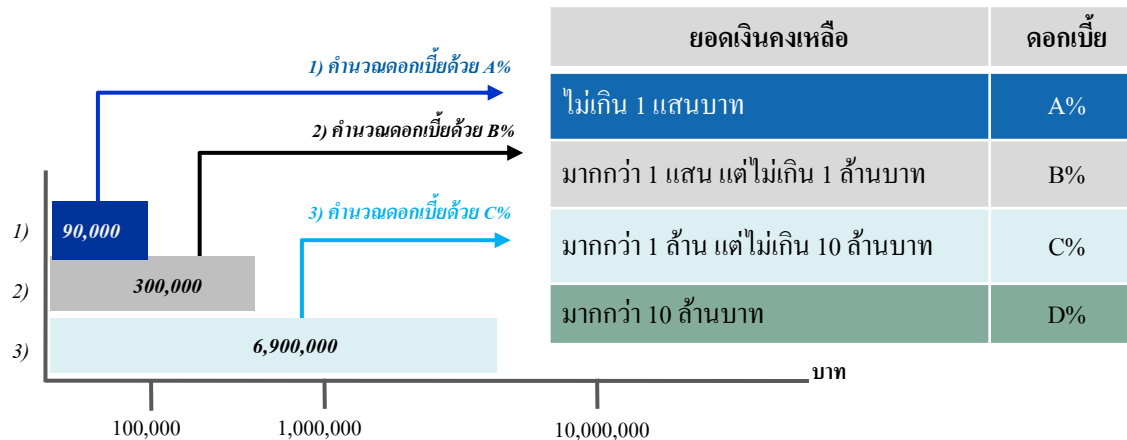 1) คำนวณดอกเบี้ยด้วย A%
2) คำนวณดอกเบี้ยด้วย B%
3) คำนวณดอกเบี้ยด้วย C%
1) 90,000
2) 300,000
3) 6,900,000
บาท
100,000 1,000,000 10,000,000
ยอดเงินคงเหลือ ดอกเบี้ย
ไม่เกิน 1 แสนบาท A%
มากกว่า 1 แสน แต่ไม่เกิน 1 ล้านบาท B%
มากกว่า 1 ล้าน แต่ไม่เกิน 10 ล้านบาท C%
มากกว่า 10 ล้านบาท D%